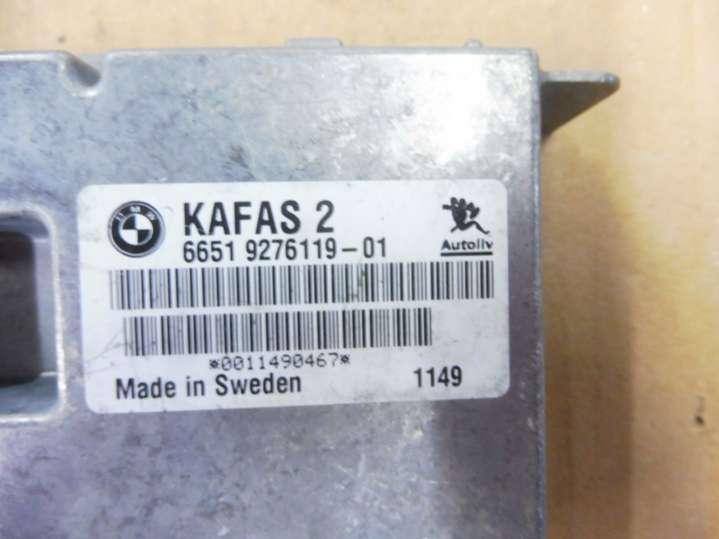 KAFAS 2
6651 9276119-01
Autoliv
*0011490467*
Made in Sweden 1149